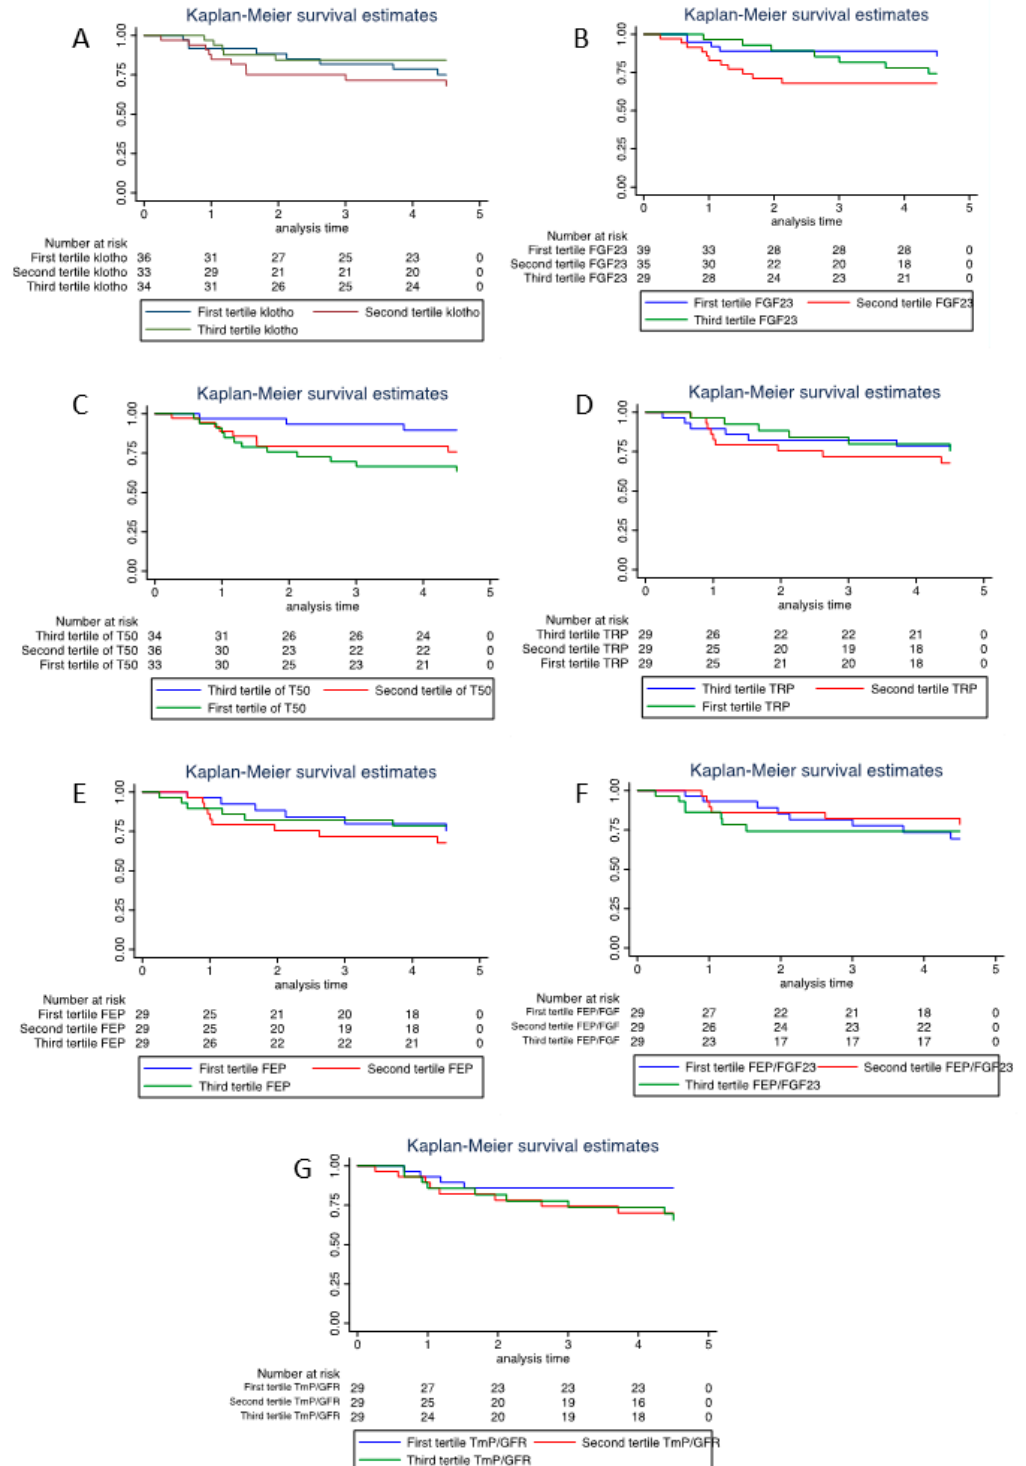 A
Kaplan-Meier survival estimates
1.00
0.75
0.50
0.25
0.00
0 1 2 3 4 5
analysis time
Number at risk
First tertile klotho 36 31 27 25 23 0
Second tertile klotho 33 29 21 21 20 0
Third tertile klotho 34 31 26 25 24 0
First tertile klotho Second tertile klotho
Third tertile klotho
B
Kaplan-Meier survival estimates
1.00
0.75
0.50
0.25
0.00
0 1 2 3 4 5
analysis time
Number at risk
First tertile FGF23 39 33 28 28 28 0
Second tertile FGF23 35 30 22 20 18 0
Third tertile FGF23 29 28 24 23 21 0
First tertile FGF23 Second tertile FGF23
Third tertile FGF23
C
Kaplan-Meier survival estimates
1.00
0.75
0.50
0.25
0.00
0 1 2 3 4 5
analysis time
Number at risk
Third tertile of T50 34 31 26 26 24 0
Second tertile of T50 36 30 23 22 22 0
First tertile of T50 33 30 25 23 21 0
Third tertile of T50 Second tertile of T50
First tertile of T50
D
Kaplan-Meier survival estimates
1.00
0.75
0.50
0.25
0.00
0 1 2 3 4 5
analysis time
Number at risk
Third tertile TRP 29 26 22 22 21 0
Second tertile TRP 29 25 20 19 18 0
First tertile TRP 29 25 21 20 18 0
Third tertile TRP Second tertile TRP
First tertile TRP
E
Kaplan-Meier survival estimates
1.00
0.75
0.50
0.25
0.00
0 1 2 3 4 5
analysis time
Number at risk
First tertile FEP 29 25 21 20 18 0
Second tertile FEP 29 25 20 19 18 0
Third tertile FEP 29 26 22 22 21 0
First tertile FEP Second tertile FEP
Third tertile FEP
F
Kaplan-Meier survival estimates
1.00
0.75
0.50
0.25
0.00
0 1 2 3 4 5
analysis time
Number at risk
First tertile FEP/FGF 29 27 22 21 18 0
Second tertile FEP/FGF 29 26 24 23 22 0
Third tertile FEP/FGF 29 23 17 17 17 0
First tertile FEP/FGF23 Second tertile FEP/FGF23
Third tertile FEP/FGF23
G
Kaplan-Meier survival estimates
1.00
0.75
0.50
0.25
0.00
0 1 2 3 4 5
analysis time
Number at risk
First tertile TmP/GFR 29 27 23 23 23 0
Second tertile TmP/GFR 29 25 20 19 16 0
Third tertile TmP/GFR 29 24 20 19 18 0
First tertile TmP/GFR Second tertile TmP/GFR
Third tertile TmP/GFR